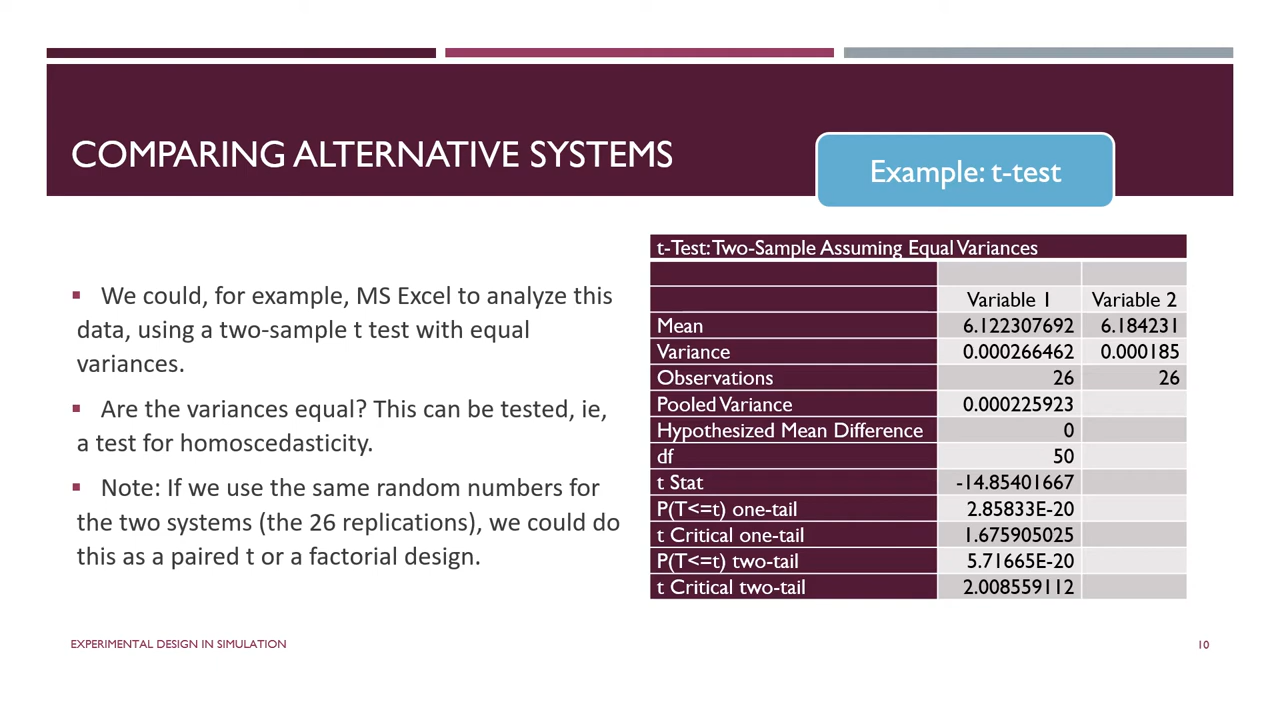 COMPARING ALTERNATIVE SYSTEMS
Example: t-test
▪ We could, for example, MS Excel to analyze this
data, using a two-sample t test with equal
variances.
▪ Are the variances equal? This can be tested, ie,
a test for homoscedasticity.
▪ Note: If we use the same random numbers for
the two systems (the 26 replications), we could do
this as a paired t or a factorial design.
t-Test: Two-Sample Assuming Equal Variances
Variable 1 Variable 2
Mean 6.122307692 6.184231
Variance 0.000266462 0.000185
Observations 26 26
Pooled Variance 0.000225923
Hypothesized Mean Difference 0
df 50
t Stat -14.85401667
P(T<=t) one-tail 2.85833E-20
t Critical one-tail 1.675905025
P(T<=t) two-tail 5.71665E-20
t Critical two-tail 2.008559112
EXPERIMENTAL DESIGN IN SIMULATION
10